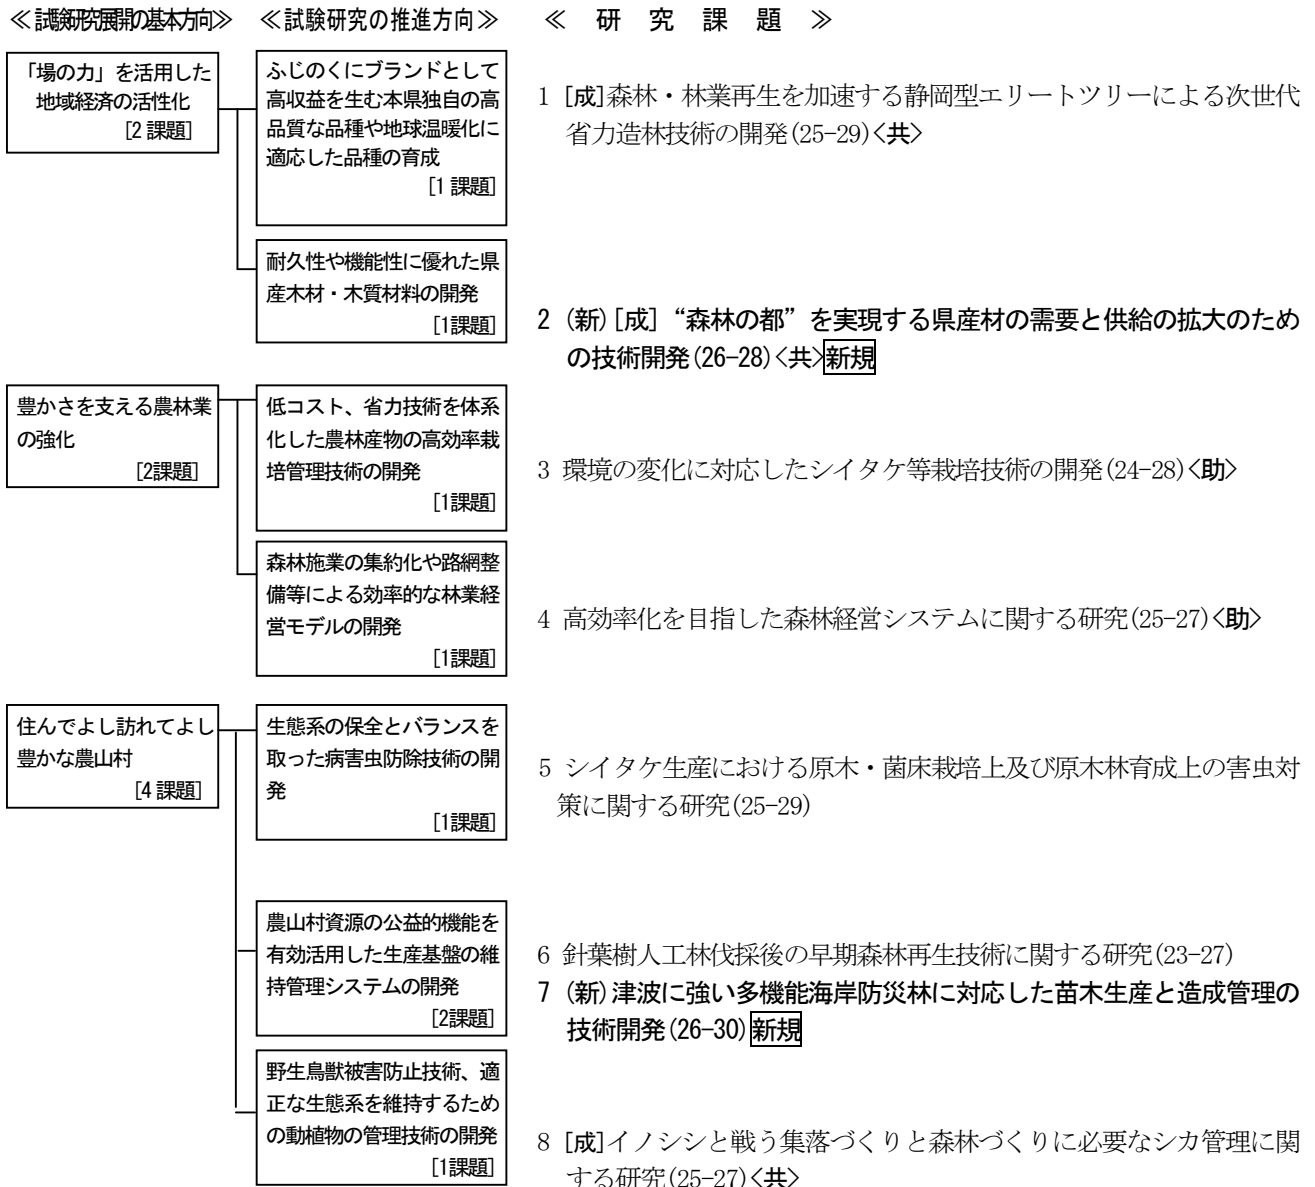 ≪試験研究展開の基本方向≫ ≪試験研究の推進方向≫ ≪ 研 究 課 題 ≫
「場の力」を活用した
地域経済の活性化
[2 課題]
ふじのくにブランドとして
高収益を生む本県独自の高
品質な品種や地球温暖化に
適応した品種の育成
[1 課題]
1 [成]森林・林業再生を加速する静岡型エリートツリーによる次世代
省力造林技術の開発(25-29)<共>
耐久性や機能性に優れた県
産木材・木質材料の開発
[1課題]
2 (新)[成]“森林の都”を実現する県産材の需要と供給の拡大のため
の技術開発(26-28)<共>新規
豊かさを支える農林業
の強化
[2課題]
低コスト、省力技術を体系
化した農林産物の高効率栽
培管理技術の開発
[1課題]
3 環境の変化に対応したシイタケ等栽培技術の開発(24-28)<助>
森林施業の集約化や路網整
備等による効率的な林業経
営モデルの開発
[1課題]
4 高効率化を目指した森林経営システムに関する研究(25-27)<助>
住んでよし訪れてよし
豊かな農山村
[4 課題]
生態系の保全とバランスを
取った病害虫防除技術の開
発
[1課題]
5 シイタケ生産における原木・菌床栽培上及び原木林育成上の害虫対
策に関する研究(25-29)
農山村資源の公益的機能を
有効活用した生産基盤の維
持管理システムの開発
[2課題]
6 針葉樹人工林伐採後の早期森林再生技術に関する研究(23-27)
7 (新)津波に強い多機能海岸防災林に対応した苗木生産と造成管理の
技術開発(26-30)新規
野生鳥獣被害防止技術、適
正な生態系を維持するため
の動植物の管理技術の開発
[1課題]
8 [成]イノシシと戦う集落づくりと森林づくりに必要なシカ管理に関
する研究(25-27)<共>